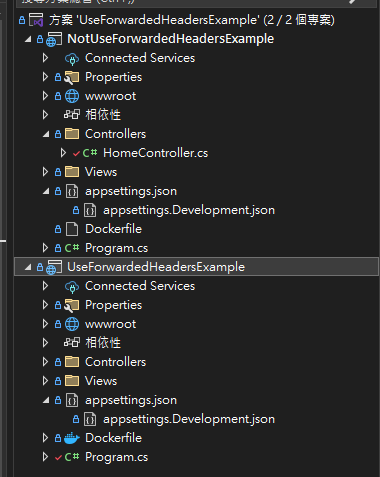 方案 'UseForwardedHeadersExample' (2 / 2 個專案)
NotUseForwardedHeadersExample
Connected Services
Properties
wwwroot
相依性
Controllers
C# HomeController.cs
Views
appsettings.json
appsettings.Development.json
Dockerfile
C# Program.cs
UseForwardedHeadersExample
Connected Services
Properties
wwwroot
相依性
Controllers
Views
appsettings.json
appsettings.Development.json
Dockerfile
C# Program.cs